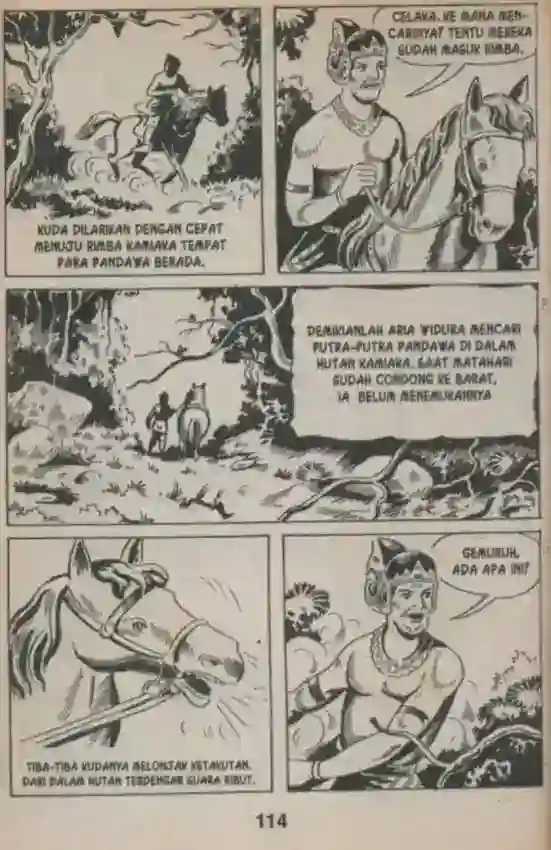 KUDA DILARIKAN DENGAN CEPAT
MENUJU RIMBA KAMIAKA TEMPAT
PARA PANDAWA BERADA.
CELAKA. KE MANA MEN-
CARINYA? TENTU MEREKA
SUDAH MASUK RIMBA.
DEMIKIANLAH ARIA WIDURA MENCARI
PUTRA-PUTRA PANDAWA DI DALAM
HUTAN KAMIAKA. SAAT MATAHARI
SUDAH CONDONG KE BARAT,
IA BELUM MENEMUKANNYA
TIBA-TIBA KUDANYA MELONJAK KETAKUTAN.
DARI DALAM HUTAN TERDENGAR SUARA RIBUT.
GEMURUH,
ADA APA INI?
114